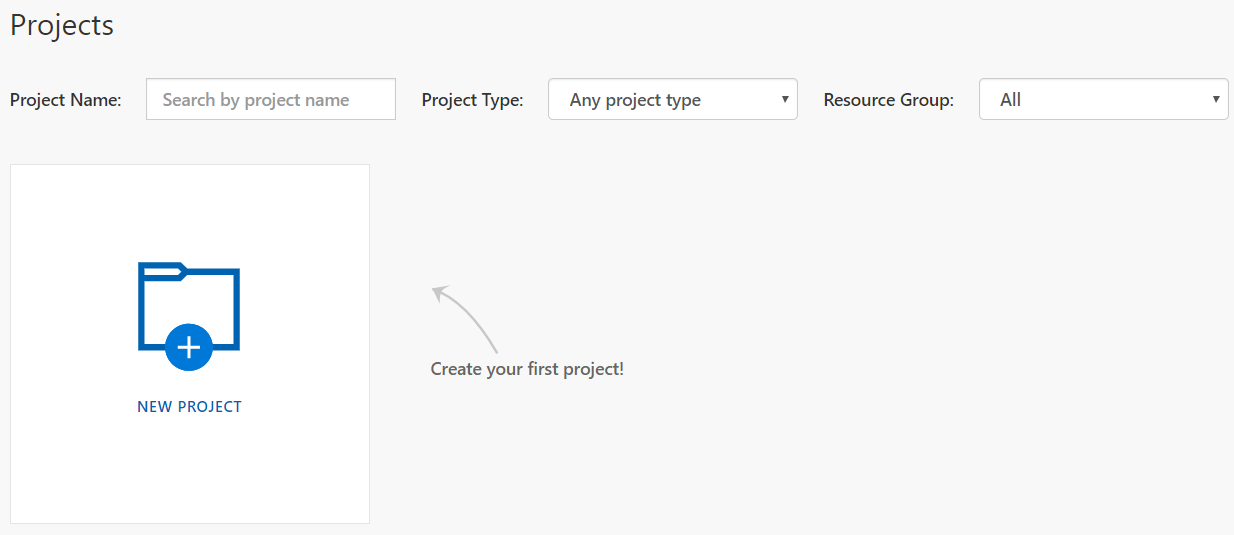 Projects
Project Name: Search by project name Project Type: Any project type Resource Group: All
Create your first project!
NEW PROJECT